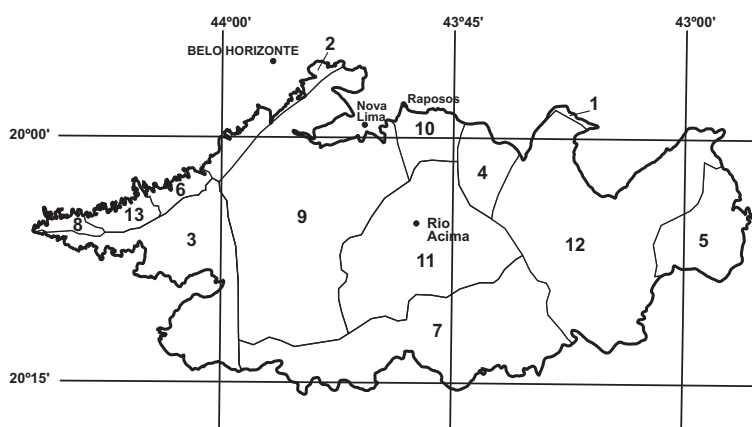 44º00'
43º45'
43º00'
BELO HORIZONTE
2
Nova
Lima
Raposos
1
20º00'
10
6
4
8
13
3
9
Rio
Acima
11
12
5
7
20º15'